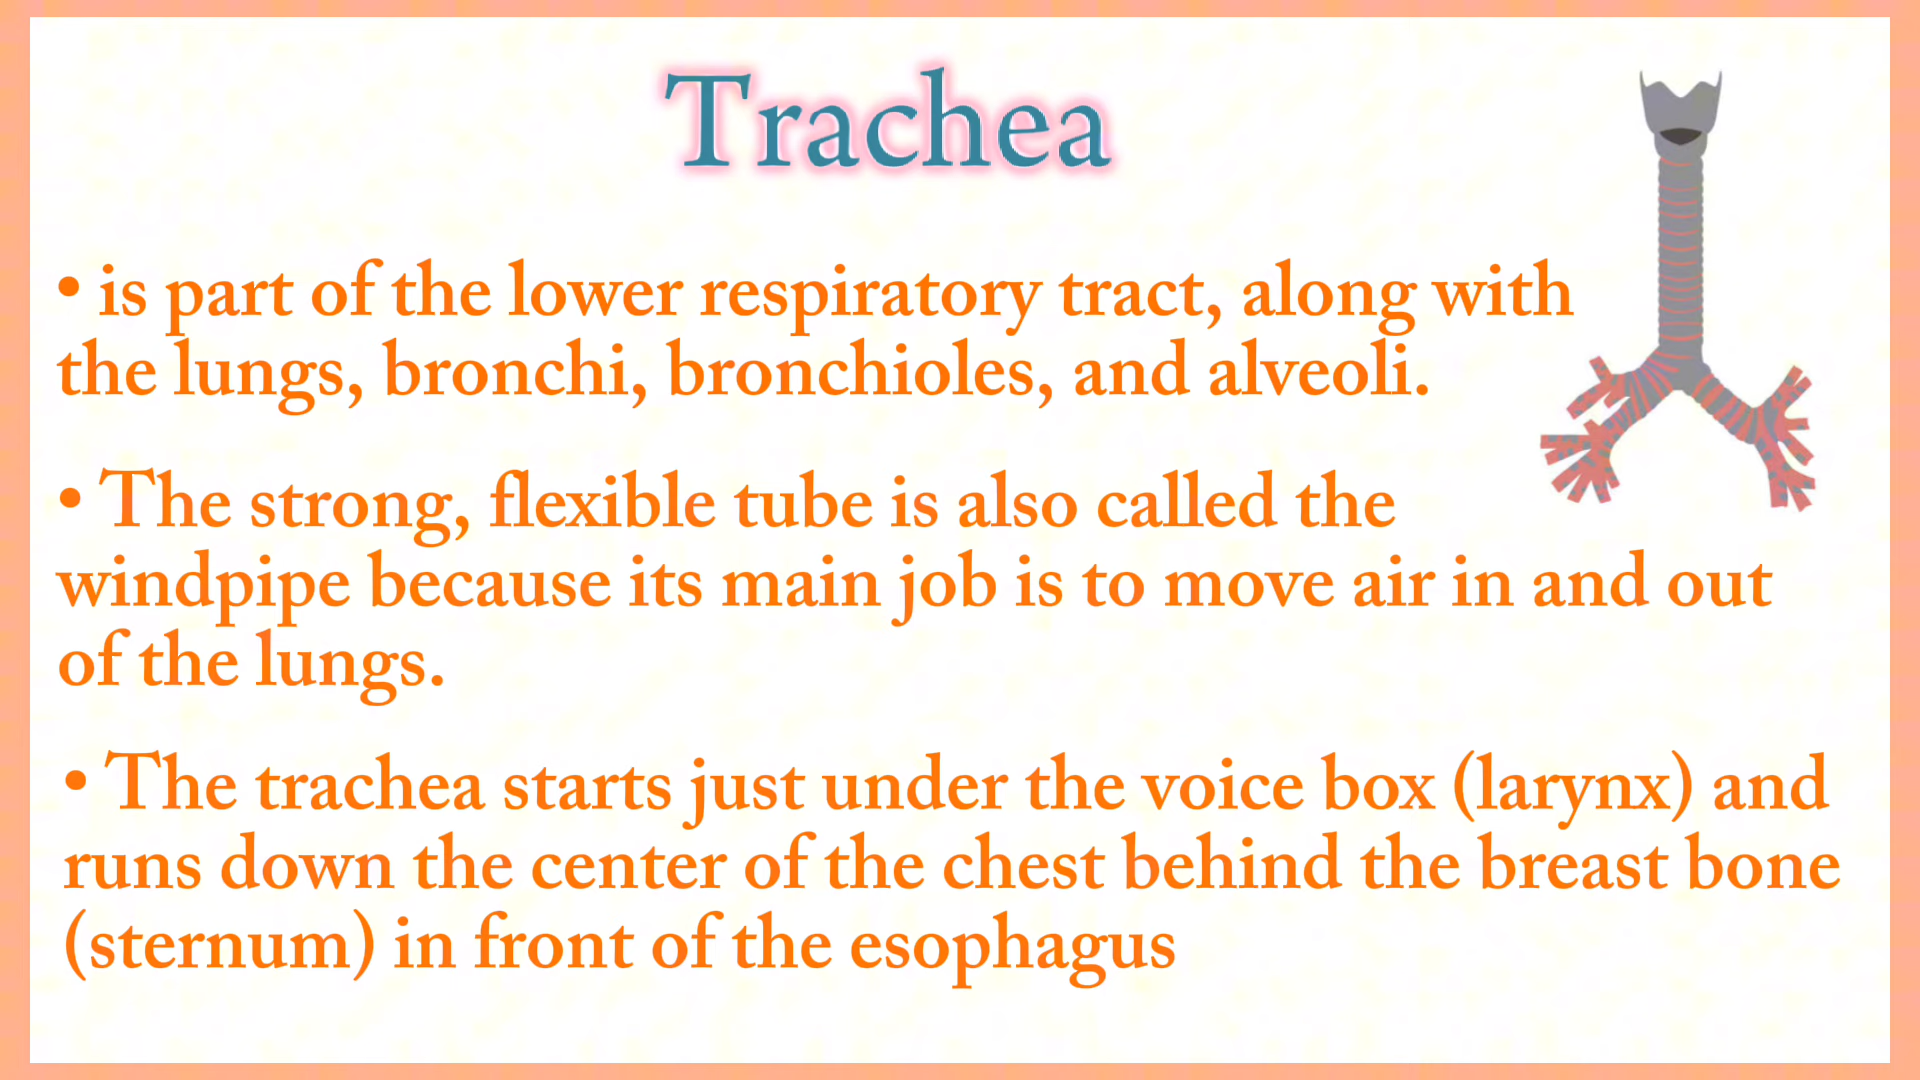 Trachea
• is part of the lower respiratory tract, along with
the lungs, bronchi, bronchioles, and alveoli.
• The strong, flexible tube is also called the
windpipe because its main job is to move air in and out
of the lungs.
• The trachea starts just under the voice box (larynx) and
runs down the center of the chest behind the breast bone
(sternum) in front of the esophagus